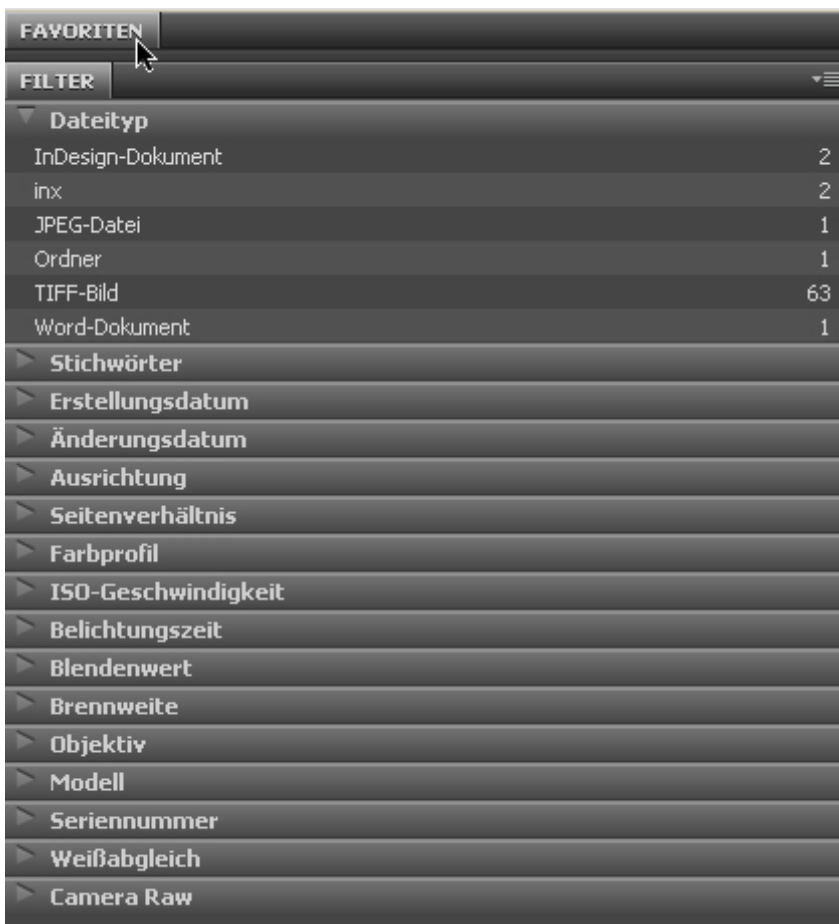 FAVORITEN
FILTER
Dateityp
InDesign-Dokument 2
inx 2
JPEG-Datei 1
Ordner 1
TIFF-Bild 63
Word-Dokument 1
Stichwörter
Erstellungsdatum
Änderungsdatum
Ausrichtung
Seitenverhältnis
Farbprofil
ISO-Geschwindigkeit
Belichtungszeit
Blendenwert
Brennweite
Objektiv
Modell
Seriennummer
Weißabgleich
Camera Raw